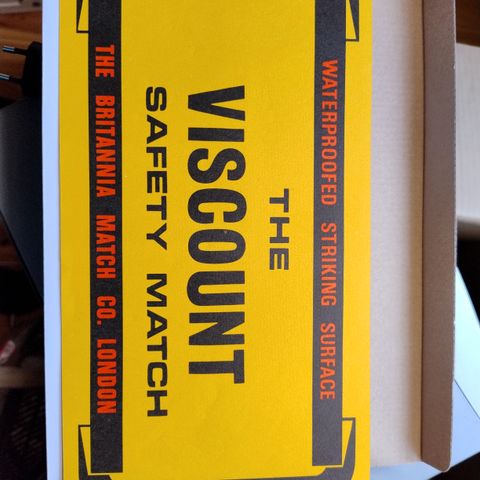 WATERPROOFED STRIKING SURFACE
THE
VISCOUNT
SAFETY MATCH
THE BRITANNIA MATCH CO. LONDON